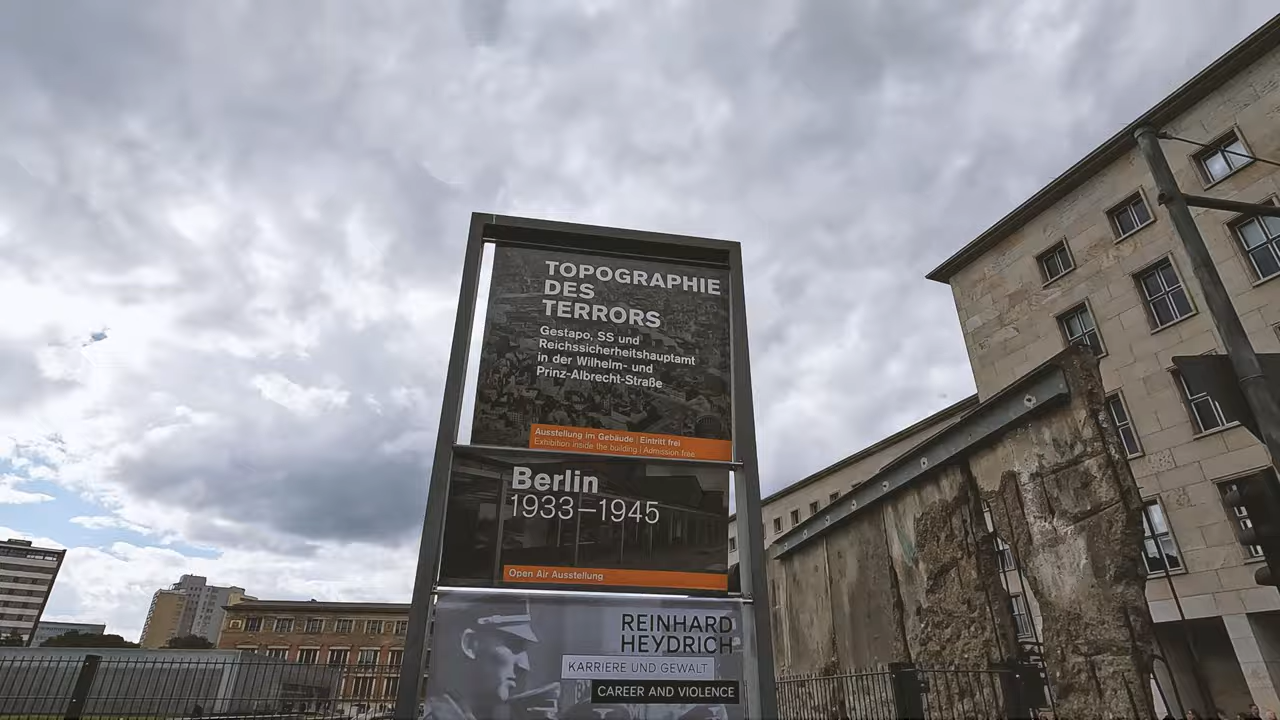 TOPOGRAPHIE
DES
TERRORS
Gestapo, SS und
Reichssicherheitshauptamt
in der Wilhelm- und
Prinz-Albrecht-Straße
Ausstellung im Gebäude | Eintritt frei
Exhibition inside the building | Admission free
Berlin
1933–1945
Open Air Ausstellung
REINHARD
HEYDRICH
KARRIERE UND GEWALT
CAREER AND VIOLENCE